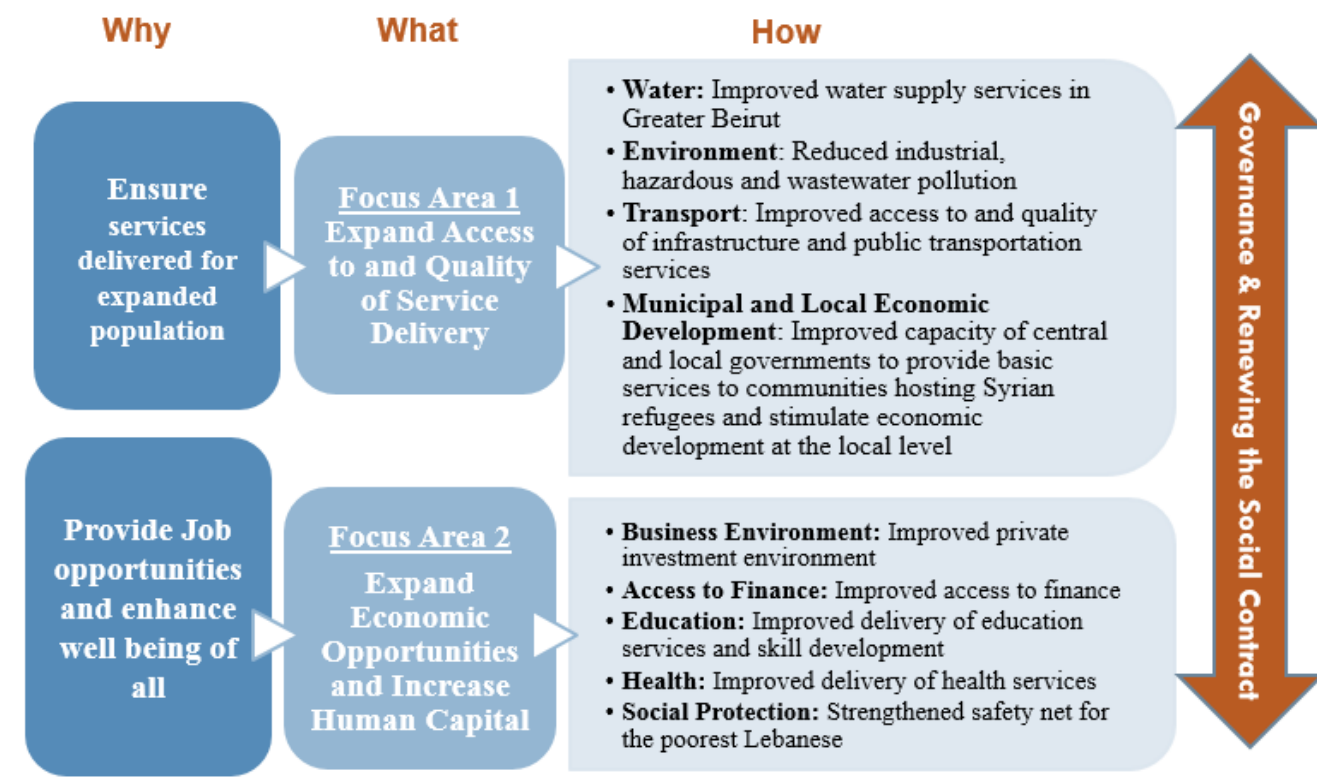 Why
What
How
Ensure
services
delivered for
expanded
population
Focus Area 1
Expand Access
to and Quality
of Service
Delivery
• Water: Improved water supply services in
Greater Beirut
• Environment: Reduced industrial,
hazardous and wastewater pollution
• Transport: Improved access to and quality
of infrastructure and public transportation
services
• Municipal and Local Economic
Development: Improved capacity of central
and local governments to provide basic
services to communities hosting Syrian
refugees and stimulate economic
development at the local level
Provide Job
opportunities
and enhance
well being of
all
Focus Area 2
Expand
Economic
Opportunities
and Increase
Human Capital
• Business Environment: Improved private
investment environment
• Access to Finance: Improved access to finance
• Education: Improved delivery of education
services and skill development
• Health: Improved delivery of health services
• Social Protection: Strengthened safety net for
the poorest Lebanese
Governance & Renewing the Social Contract